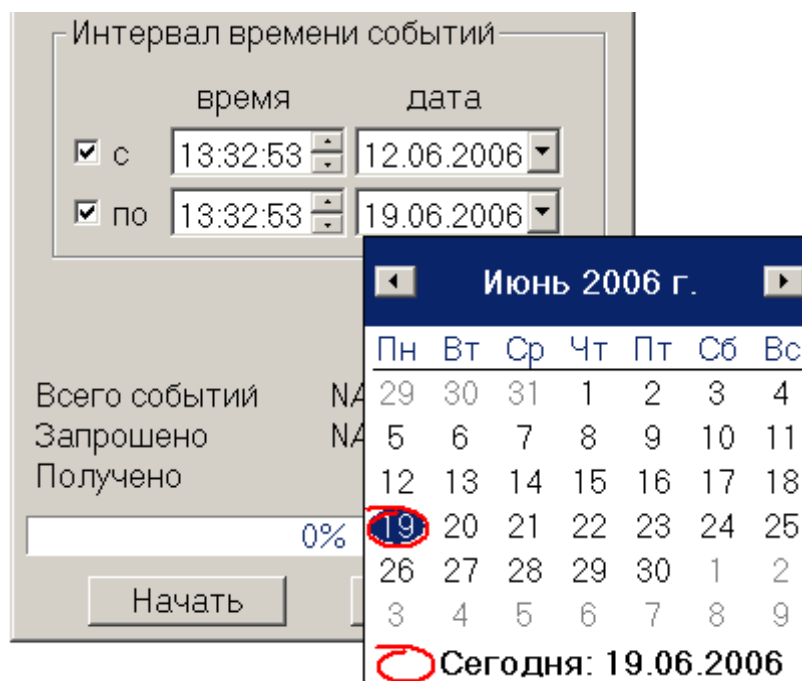 Интервал времени событий
время дата
с 13:32:53 12.06.2006
по 13:32:53 19.06.2006
Июнь 2006 г.
Пн Вт Ср Чт Пт Сб Вс
29 30 31 1 2 3 4
5 6 7 8 9 10 11
12 13 14 15 16 17 18
19 20 21 22 23 24 25
26 27 28 29 30 1 2
3 4 5 6 7 8 9
Сегодня: 19.06.2006
Всего событий
Запрошено
Получено
0%
Начать